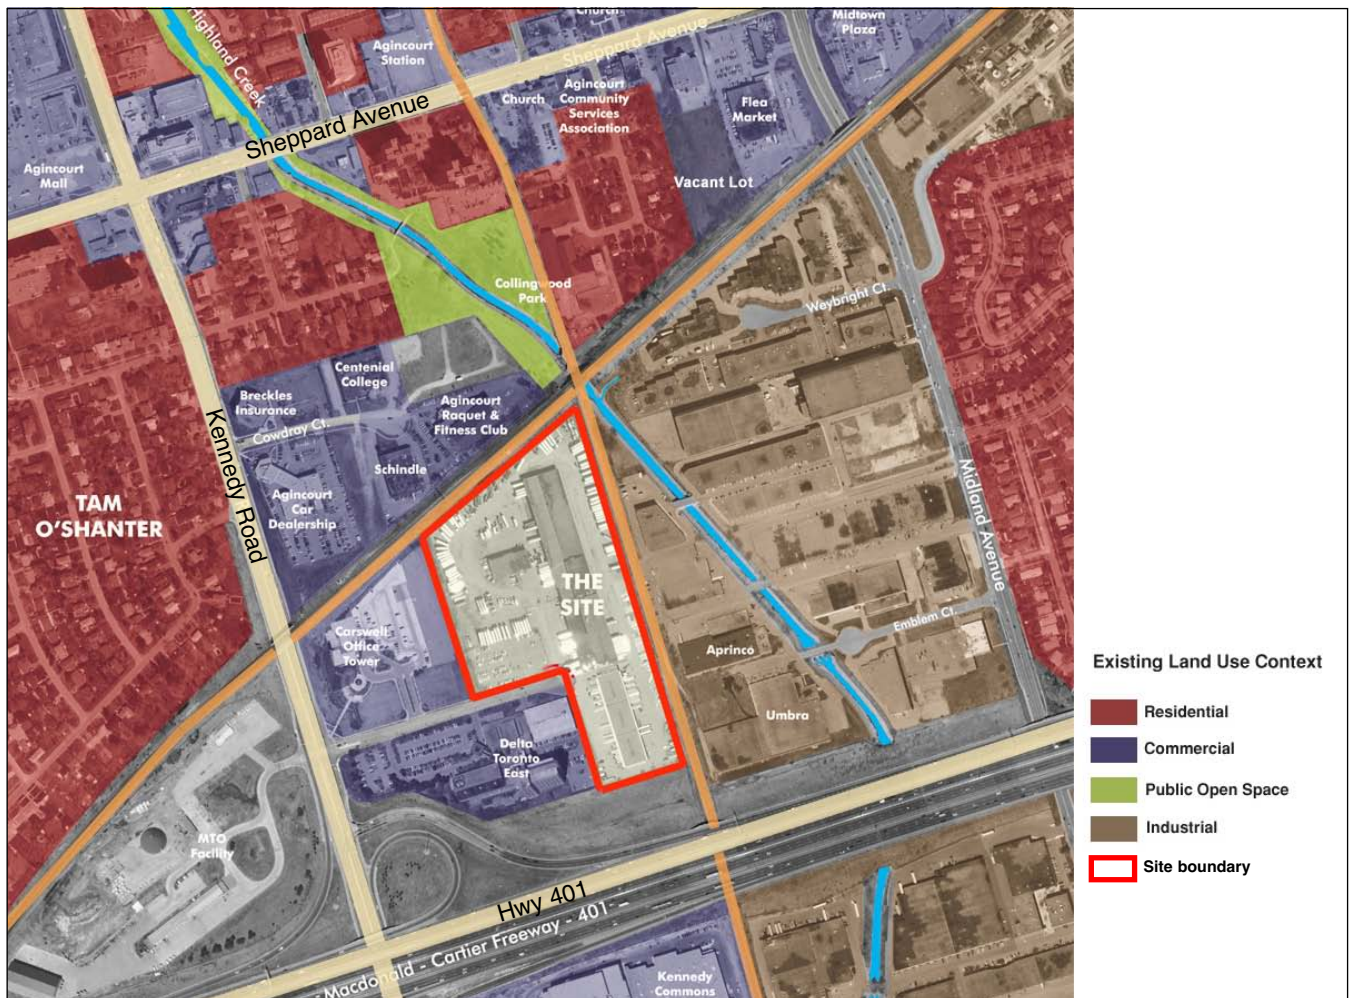 Church
Midtown
Plaza
Highland Creek
Agincourt
Station
Sheppard Avenue
Church
Agincourt
Community
Services
Association
Flea
Market
Sheppard Avenue
Agincourt
Mall
Vacant Lot
Collingwood
Park
Weybright Ct.
Centenial
College
Breckles
Insurance
Agincourt
Raquet &
Fitness Club
Cowdray Ct.
Kennedy Road
Schindle
Agincourt
Car
Dealership
TAM
O'SHANTER
Midland Avenue
THE
SITE
Emblem Ct.
Carswell
Office
Tower
Aprinco
Umbra
Delta
Toronto
East
MTO
Facility
Hwy 401
Macdonald - Cartier Freeway - 401 -
Kennedy
Commons
Existing Land Use Context
Residential
Commercial
Public Open Space
Industrial
Site boundary